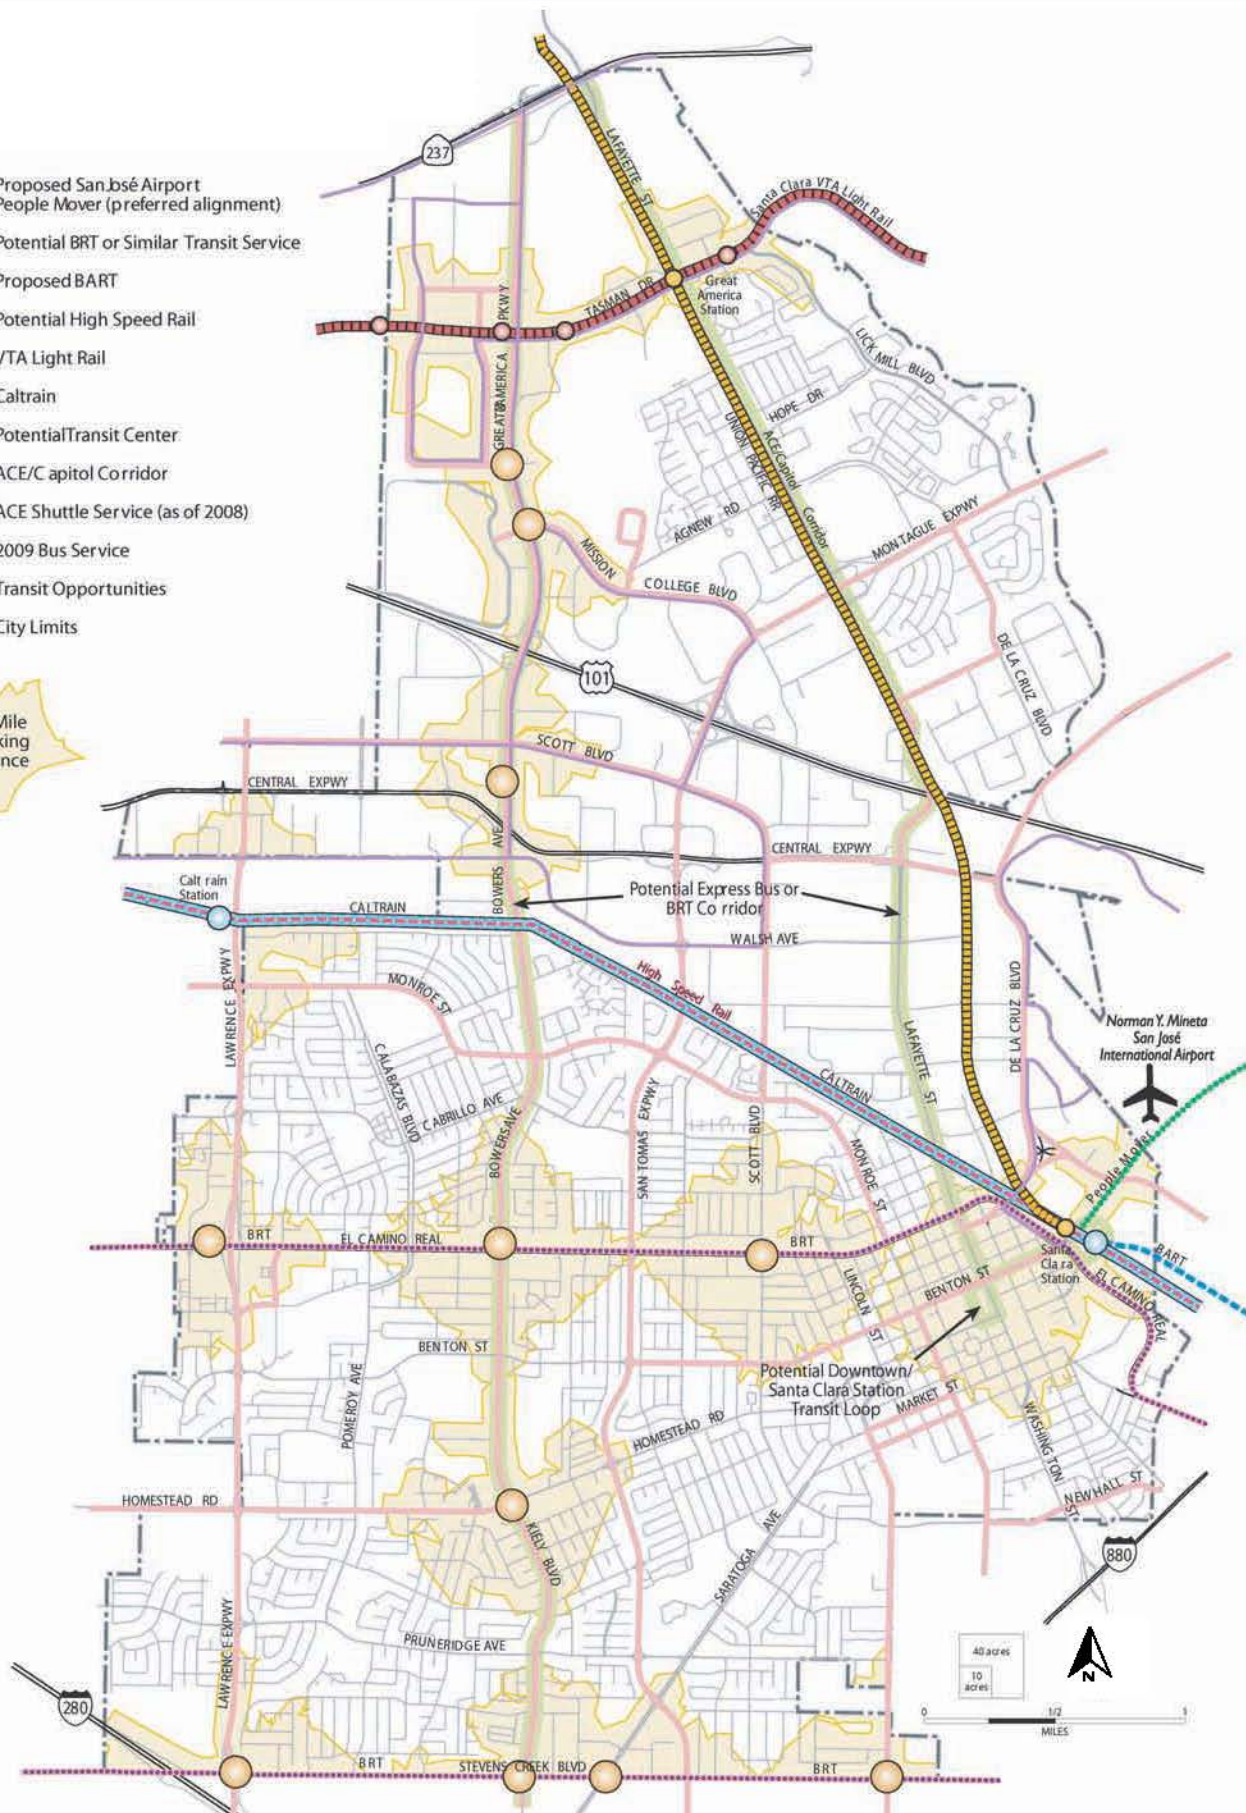 237
Proposed San José Airport
People Mover (preferred alignment)
Potential BRT or Similar Transit Service
Proposed BART
Potential High Speed Rail
VTA Light Rail
Caltrain
Potential Transit Center
ACE/Capitol Corridor
ACE Shuttle Service (as of 2008)
2009 Bus Service
Transit Opportunities
City Limits
Mile
king
nce
LAFAYETTE ST
Santa Clara VTA Light Rail
TASMAN DR
Great
America
Station
GREAT AMERICA PKWY
LICK MILL BLVD
HOPE DR
UNION PACIFIC RR
ACE/Capitol Corridor
AGNEW RD
MONTAGUE EXPWY
MISSION COLLEGE BLVD
101
DE LA CRUZ BLVD
SCOTT BLVD
CENTRAL EXPWY
CENTRAL EXPWY
BOWERS AVE
Caltrain
Station
CALTRAIN
Potential Express Bus or
BRT Corridor
WALSH AVE
High Speed Rail
LAWRENCE EXPWY
MONROE ST
DE LA CRUZ BLVD
Norman Y. Mineta
San José
International Airport
LAFAYETTE ST
CALTRAIN
CALABAZAS BLVD
CABRILLO AVE
BOWERS AVE
SAN TOMAS EXPWY
SCOTT BLVD
MONROE ST
People Mover
BRT
EL CAMINO REAL
BRT
Santa
Clara
Station
BART
EL CAMINO REAL
LINCOLN ST
BENTON ST
BENTON ST
POMEROY AVE
Potential Downtown/
Santa Clara Station
Transit Loop
MARKET ST
HOMESTEAD RD
WASHINGTON ST
HOMESTEAD RD
NEWHALL ST
KIELY BLVD
SARATOGA AVE
880
PRUNERIDGE AVE
LAWRENCE EXPWY
280
40 acres
10
acres
N
0 1/2 1
MILES
BRT
STEVENS CREEK BLVD
BRT